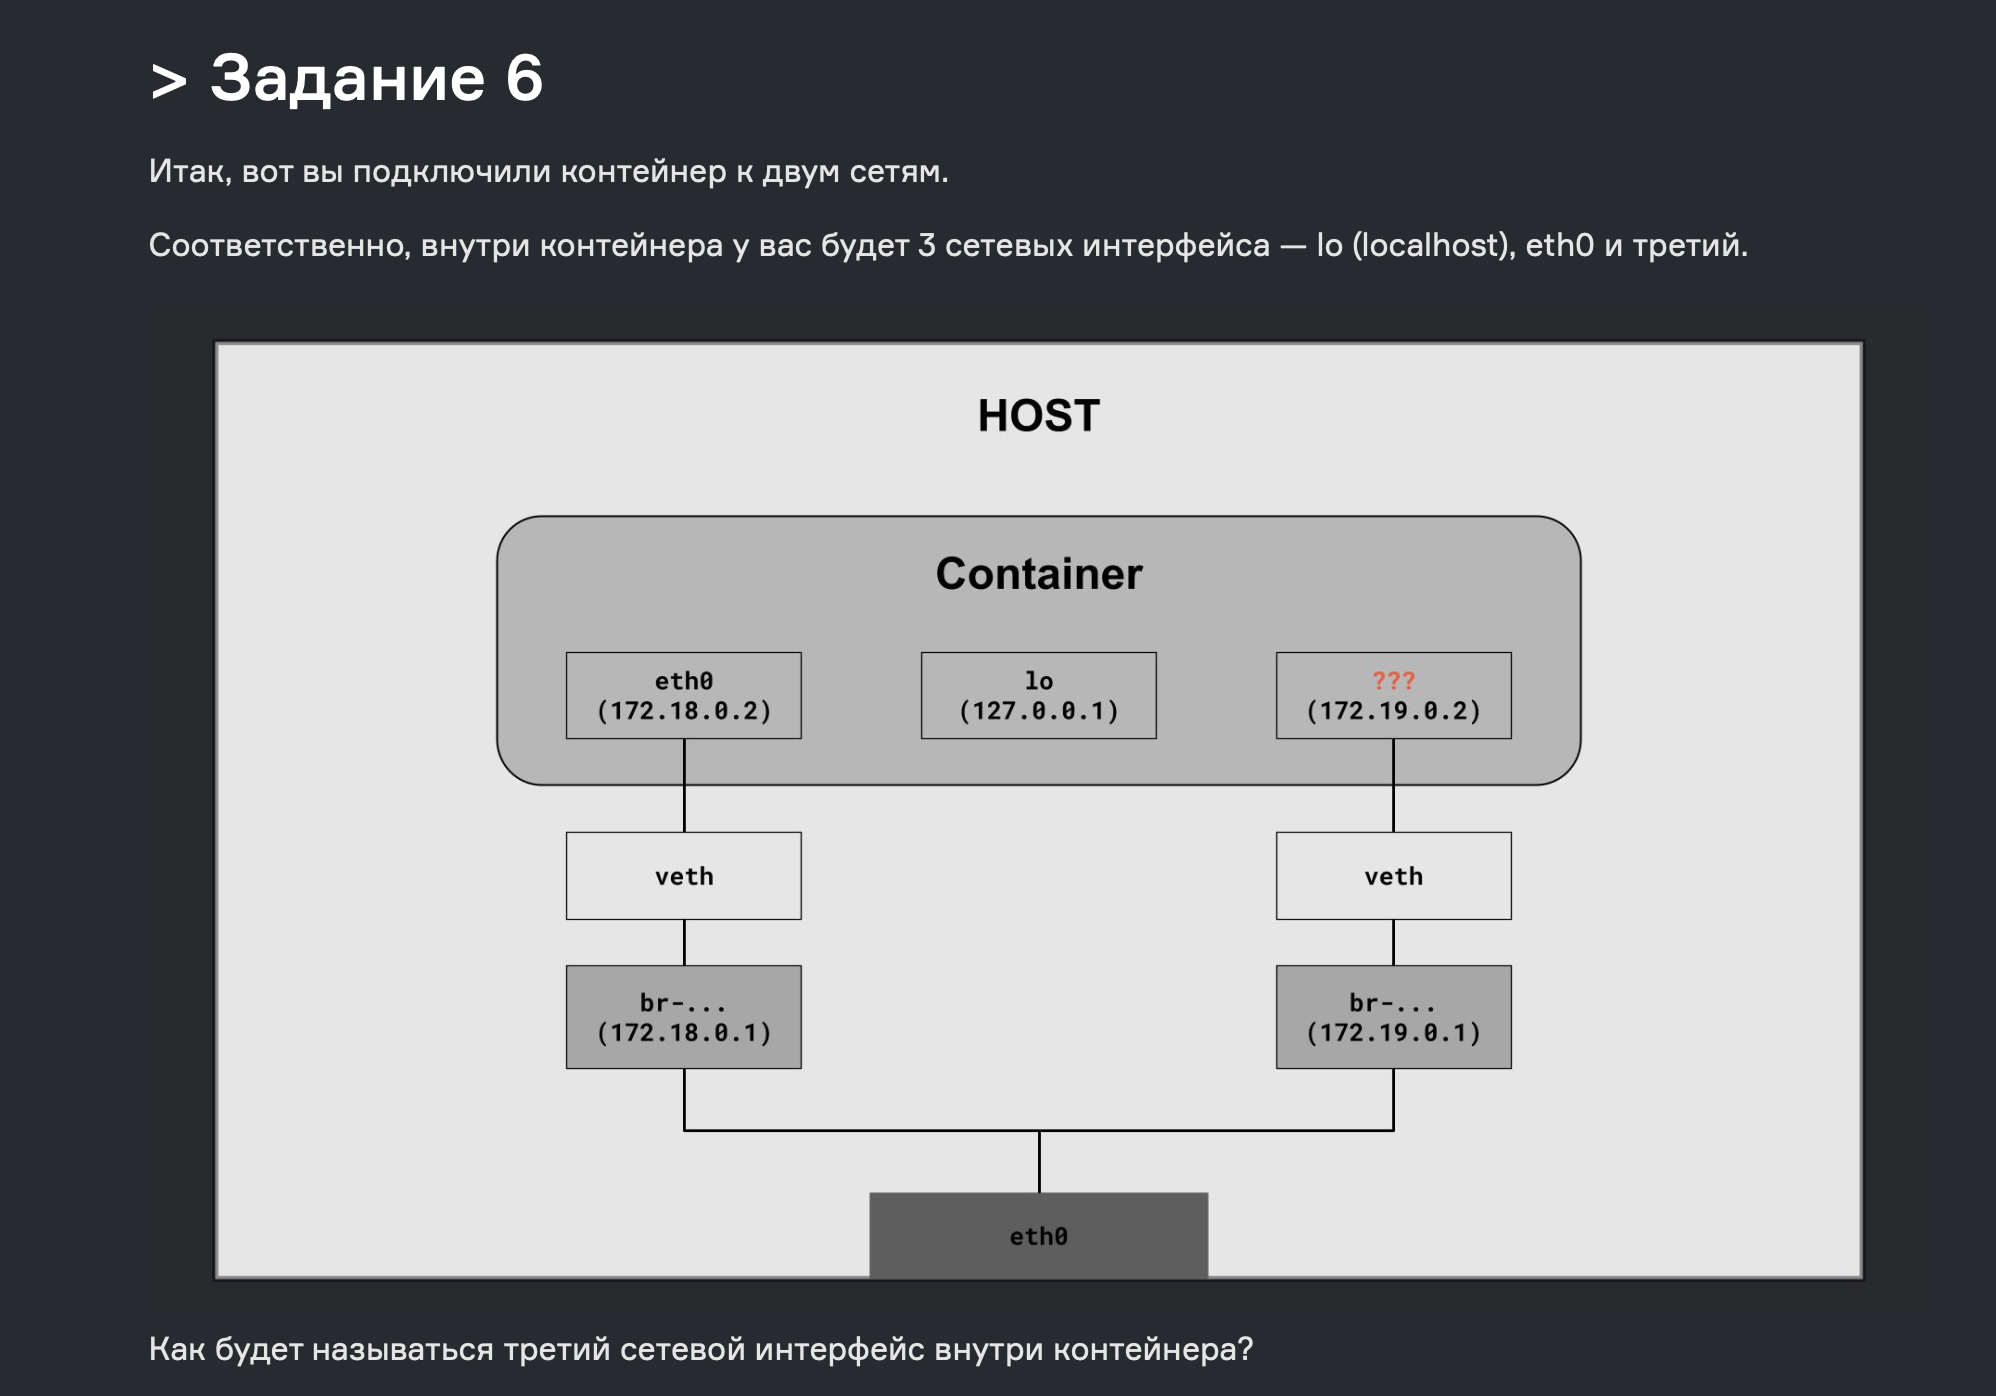 > Задание 6
Итак, вот вы подключили контейнер к двум сетям.
Соответственно, внутри контейнера у вас будет 3 сетевых интерфейса — lo (localhost), eth0 и третий.
HOST
Container
eth0
(172.18.0.2)
lo
(127.0.0.1)
???
(172.19.0.2)
veth
veth
br-...
(172.18.0.1)
br-...
(172.19.0.1)
eth0
Как будет называться третий сетевой интерфейс внутри контейнера?